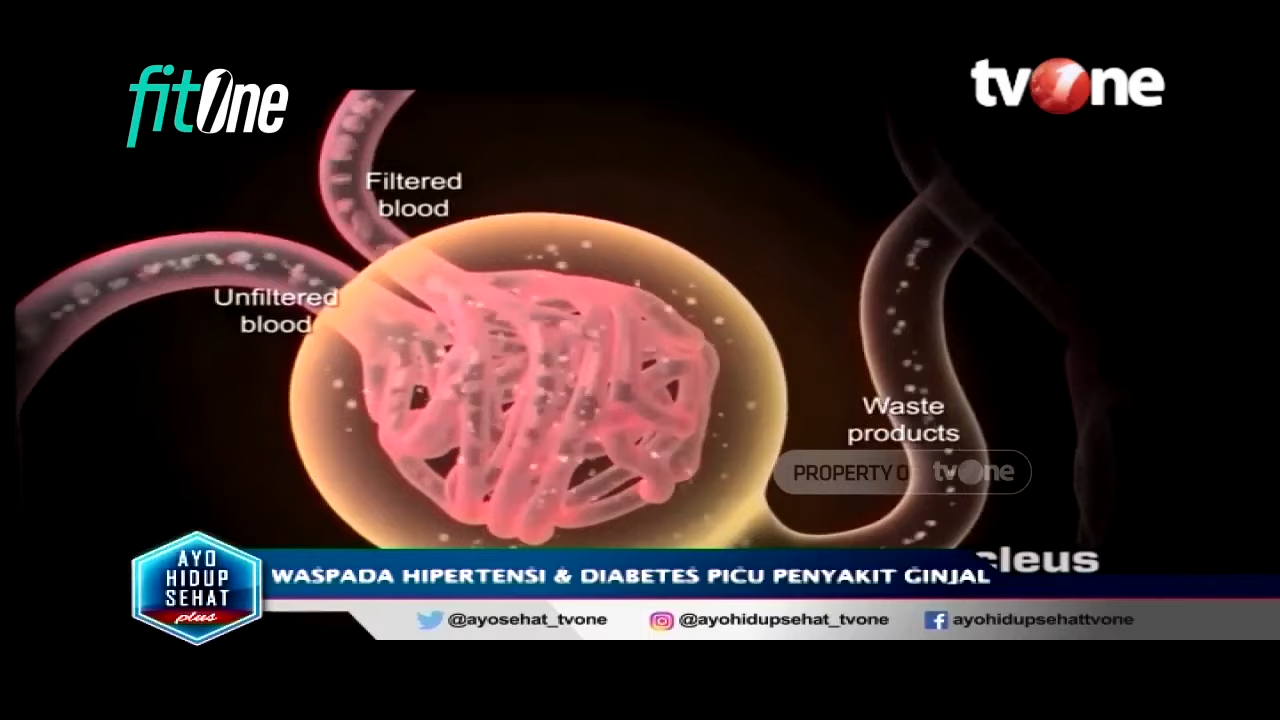 fitOne
tvOne
Filtered
blood
Unfiltered
blood
Waste
products
PROPERTY O tvOne
cleus
AYO
HIDUP
SEHAT
plus
WASPADA HIPERTENSI & DIABETES PICU PENYAKIT GINJAL
@ayosehat_tvone @ayohidupsehat_tvone ayohidupsehattvone